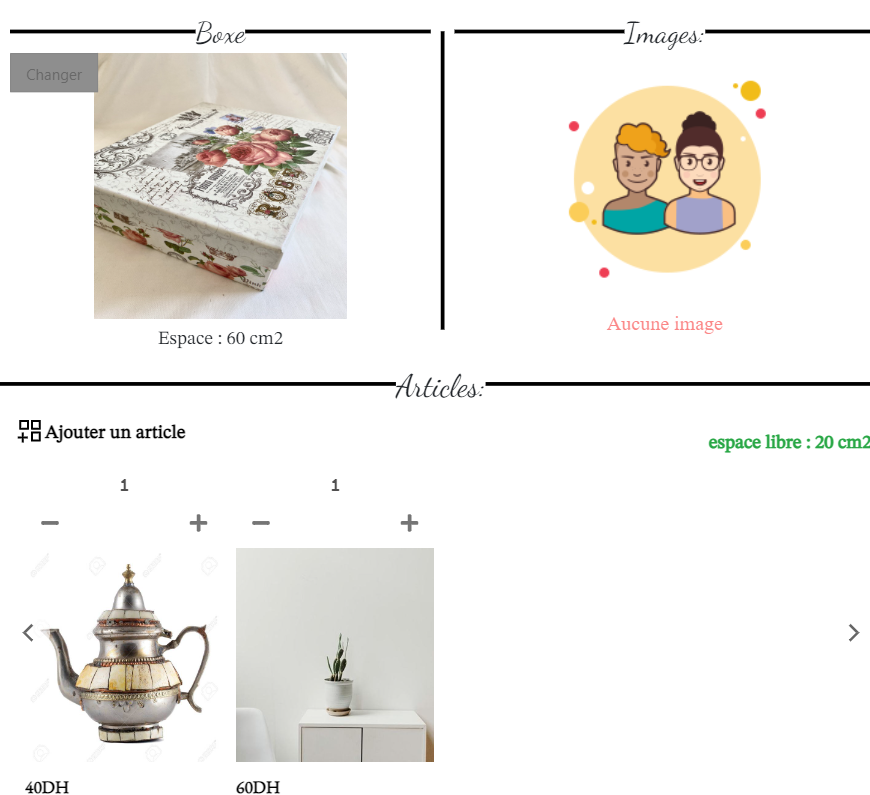 Boxe
Images:
Changer
Espace : 60 cm2
Aucune image
Articles:
Ajouter un article
espace libre : 20 cm2
1
1
40DH
60DH